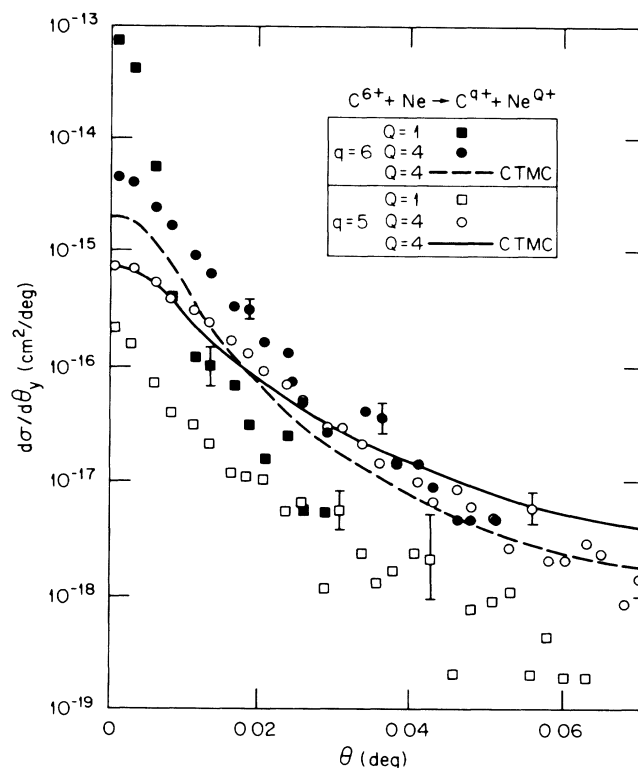 10⁻¹³
10⁻¹⁴
10⁻¹⁵
10⁻¹⁶
10⁻¹⁷
10⁻¹⁸
10⁻¹⁹
dσ/dθy (cm²/deg)
C⁶⁺ + Ne → C^q+ + Ne^Q+
Q = 1
q = 6 Q = 4
Q = 4 CTMC
Q = 1
q = 5 Q = 4
Q = 4 CTMC
0 0 02 0 04 0 06
θ (deg)